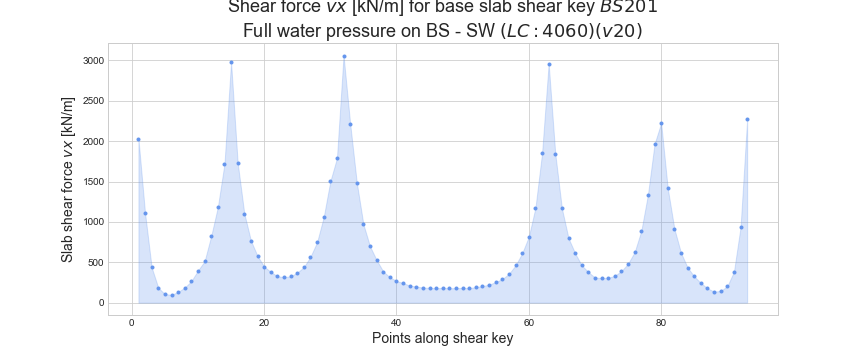 Shear force vx [kN/m] for base slab shear key BS201
Full water pressure on BS - SW (LC : 4060)(v20)
Slab shear force vx [kN/m]
3000
2500
2000
1500
1000
500
0
0 20 40 60 80
Points along shear key